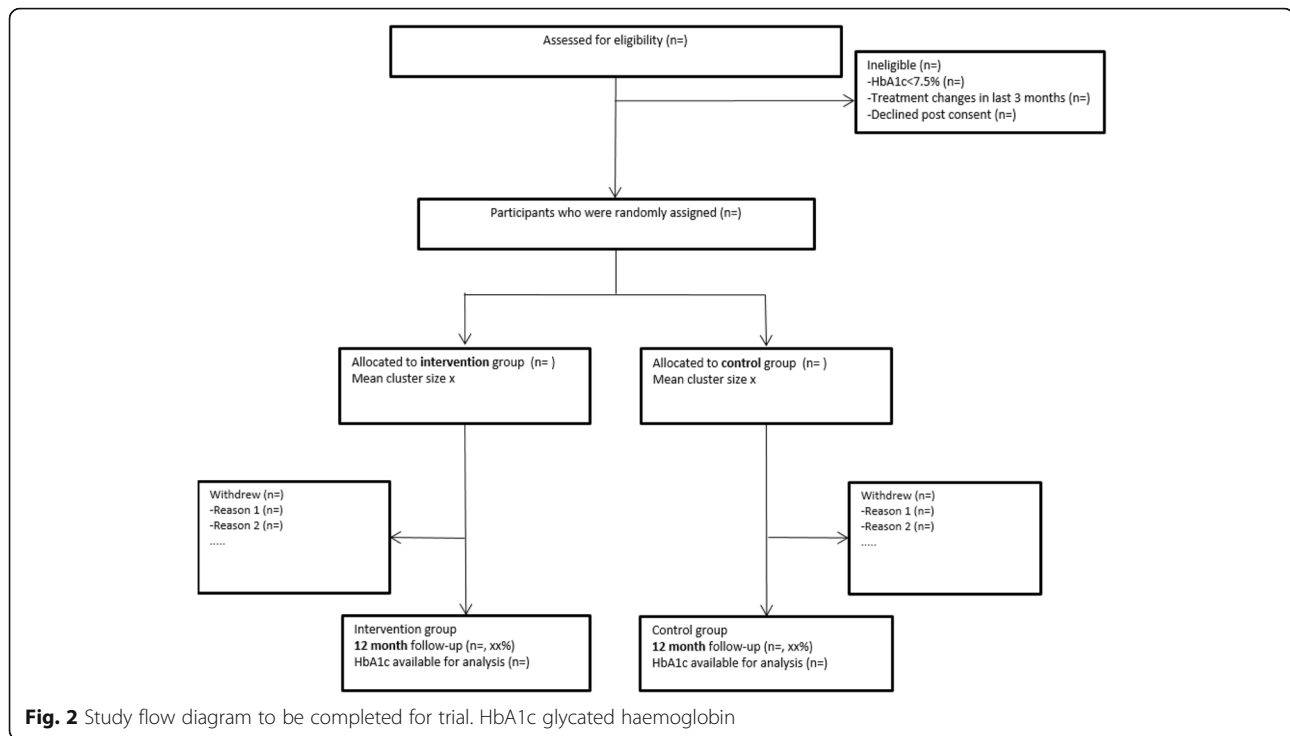 Assessed for eligibility (n=)
Ineligible (n=)
-HbA1c<7.5% (n=)
-Treatment changes in last 3 months (n=)
-Declined post consent (n=)
Participants who were randomly assigned (n=)
Allocated to intervention group (n= )
Mean cluster size x
Allocated to control group (n= )
Mean cluster size x
Withdrew (n=)
-Reason 1 (n=)
-Reason 2 (n=)
.....
Withdrew (n=)
-Reason 1 (n=)
-Reason 2 (n=)
.....
Intervention group
12 month follow-up (n=, xx%)
HbA1c available for analysis (n=)
Control group
12 month follow-up (n=, xx%)
HbA1c available for analysis (n=)
Fig. 2 Study flow diagram to be completed for trial. HbA1c glycated haemoglobin